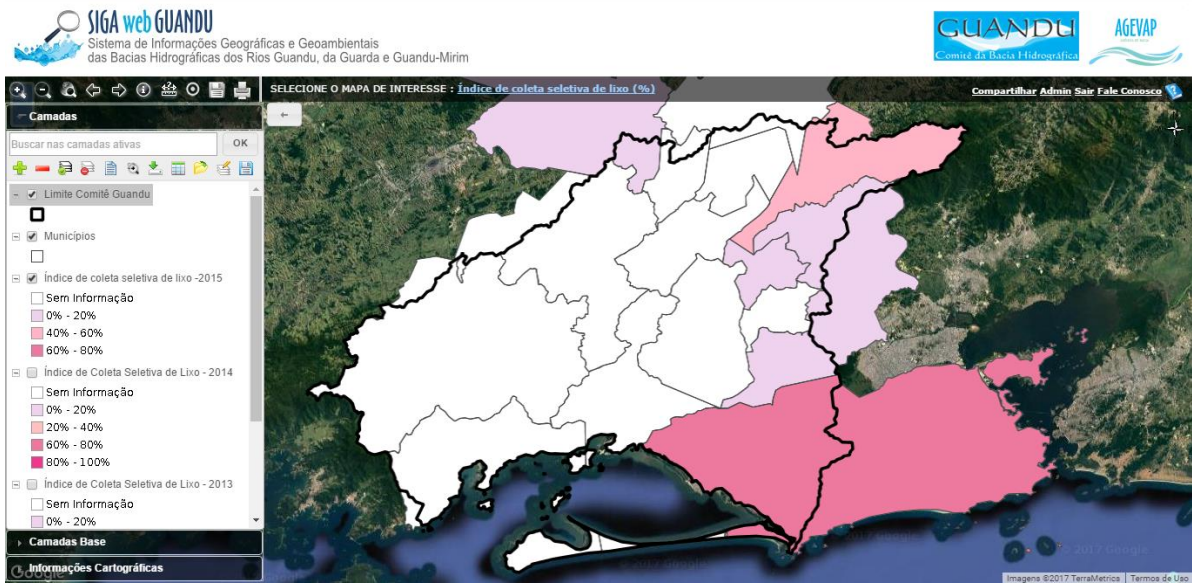 SIGA web GUANDU
Sistema de Informações Geográficas e Geoambientais
das Bacias Hidrográficas dos Rios Guandu, da Guarda e Guandu-Mirim
GUANDU
Comitê da Bacia Hidrográfica
AGEVAP
SELECIONE O MAPA DE INTERESSE : Índice de coleta seletiva de lixo (%)
Compartilhar Admin Sair Fale Conosco
Camadas
Buscar nas camadas ativas OK
Limite Comitê Guandu
Municípios
Índice de coleta seletiva de lixo -2015
Sem Informação
0% - 20%
40% - 60%
60% - 80%
Índice de Coleta Seletiva de Lixo - 2014
Sem Informação
0% - 20%
20% - 40%
60% - 80%
80% - 100%
Índice de Coleta Seletiva de Lixo - 2013
Sem Informação
0% - 20%
Camadas Base
Informações Cartográficas
Google
© 2017 Google
Imagens ©2017 TerraMetrics Termos de Uso